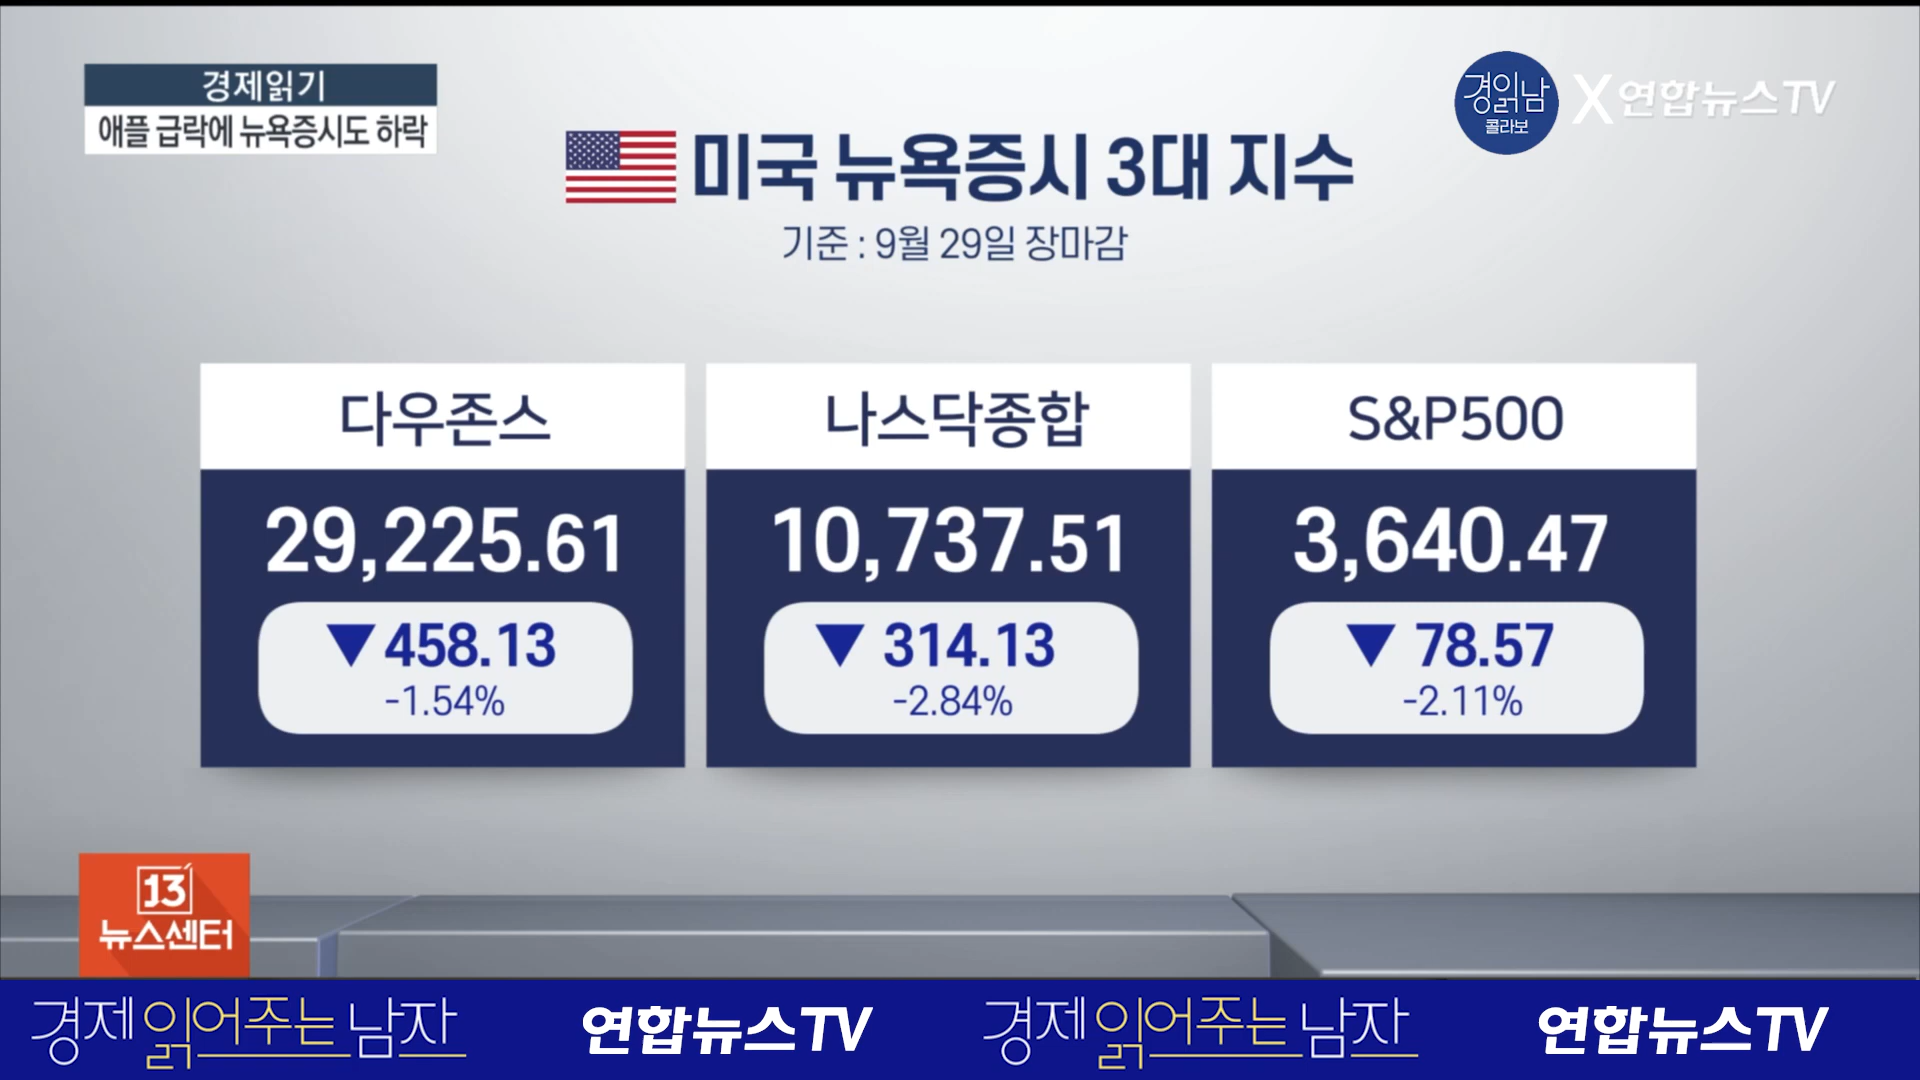 경제읽기
애플 급락에 뉴욕증시도 하락
경읽남
콜라보
X 연합뉴스TV
미국 뉴욕증시 3대 지수
기준 : 9월 29일 장마감
다우존스
29,225.61
▼458.13
-1.54%
나스닥종합
10,737.51
▼ 314.13
-2.84%
S&P500
3,640.47
▼ 78.57
-2.11%
13
뉴스센터
경제 읽어주는 남자 연합뉴스TV 경제 읽어주는 남자 연합뉴스TV